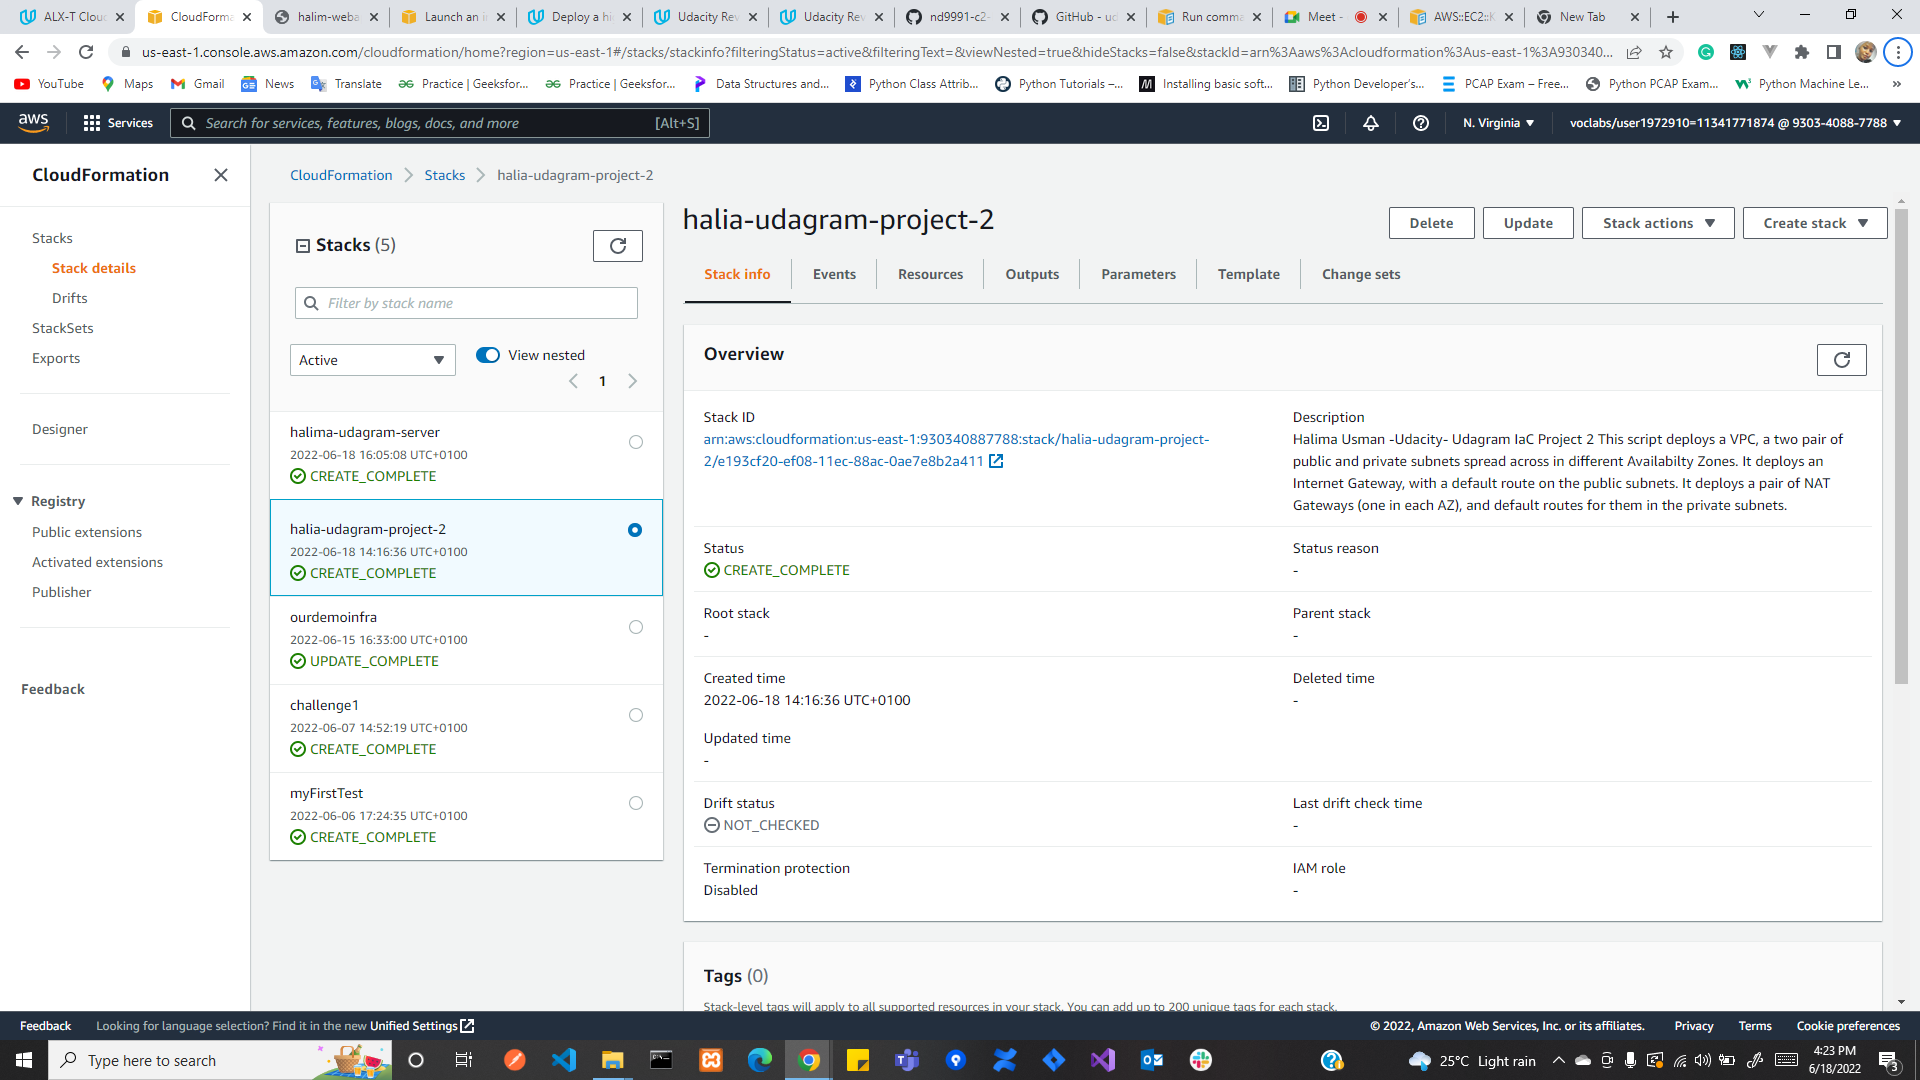 ALX-T Clou
CloudForma
halim-weba
Launch an i
Deploy a hi
Udacity Rev
Udacity Rev
nd9991-c2-
GitHub - ud
Run comma
Meet -
AWS::EC2::K
New Tab
us-east-1.console.aws.amazon.com/cloudformation/home?region=us-east-1#/stacks/stackinfo?filteringStatus=active&filteringText=&viewNested=true&hideStacks=false&stackId=arn%3Aaws%3Acloudformation%3Aus-east-1%3A930340...
YouTube
Maps
Gmail
News
Translate
Practice | Geeksfor...
Practice | Geeksfor...
Data Structures and...
Python Class Attrib...
Python Tutorials –...
Installing basic soft...
Python Developer's...
PCAP Exam – Free...
Python PCAP Exam...
Python Machine Le...
»
aws
Services
Search for services, features, blogs, docs, and more [Alt+S]
N. Virginia
voclabs/user1972910=11341771874 @ 9303-4088-7788
CloudFormation
Stacks
Stack details
Drifts
StackSets
Exports
Designer
Registry
Public extensions
Activated extensions
Publisher
Feedback
CloudFormation
Stacks
halia-udagram-project-2
Stacks (5)
Filter by stack name
Active
View nested
1
halima-udagram-server
2022-06-18 16:05:08 UTC+0100
CREATE_COMPLETE
halia-udagram-project-2
2022-06-18 14:16:36 UTC+0100
CREATE_COMPLETE
ourdemoinfra
2022-06-15 16:33:00 UTC+0100
UPDATE_COMPLETE
challenge1
2022-06-07 14:52:19 UTC+0100
CREATE_COMPLETE
myFirstTest
2022-06-06 17:24:35 UTC+0100
CREATE_COMPLETE
halia-udagram-project-2
Delete
Update
Stack actions
Create stack
Stack info
Events
Resources
Outputs
Parameters
Template
Change sets
Overview
Stack ID
arn:aws:cloudformation:us-east-1:930340887788:stack/halia-udagram-project-
2/e193cf20-ef08-11ec-88ac-0ae7e8b2a411
Description
Halima Usman -Udacity- Udagram IaC Project 2 This script deploys a VPC, a two pair of
public and private subnets spread across in different Availabilty Zones. It deploys an
Internet Gateway, with a default route on the public subnets. It deploys a pair of NAT
Gateways (one in each AZ), and default routes for them in the private subnets.
Status
CREATE_COMPLETE
Status reason
-
Root stack
-
Parent stack
-
Created time
2022-06-18 14:16:36 UTC+0100
Deleted time
-
Updated time
-
Drift status
NOT_CHECKED
Last drift check time
-
Termination protection
Disabled
IAM role
-
Tags (0)
Stack-level tags will apply to all supported resources in your stack. You can add up to 200 unique tags for each stack.
Feedback
Looking for language selection? Find it in the new Unified Settings
© 2022, Amazon Web Services, Inc. or its affiliates.
Privacy
Terms
Cookie preferences
Type here to search
25°C Light rain
4:23 PM
6/18/2022
3